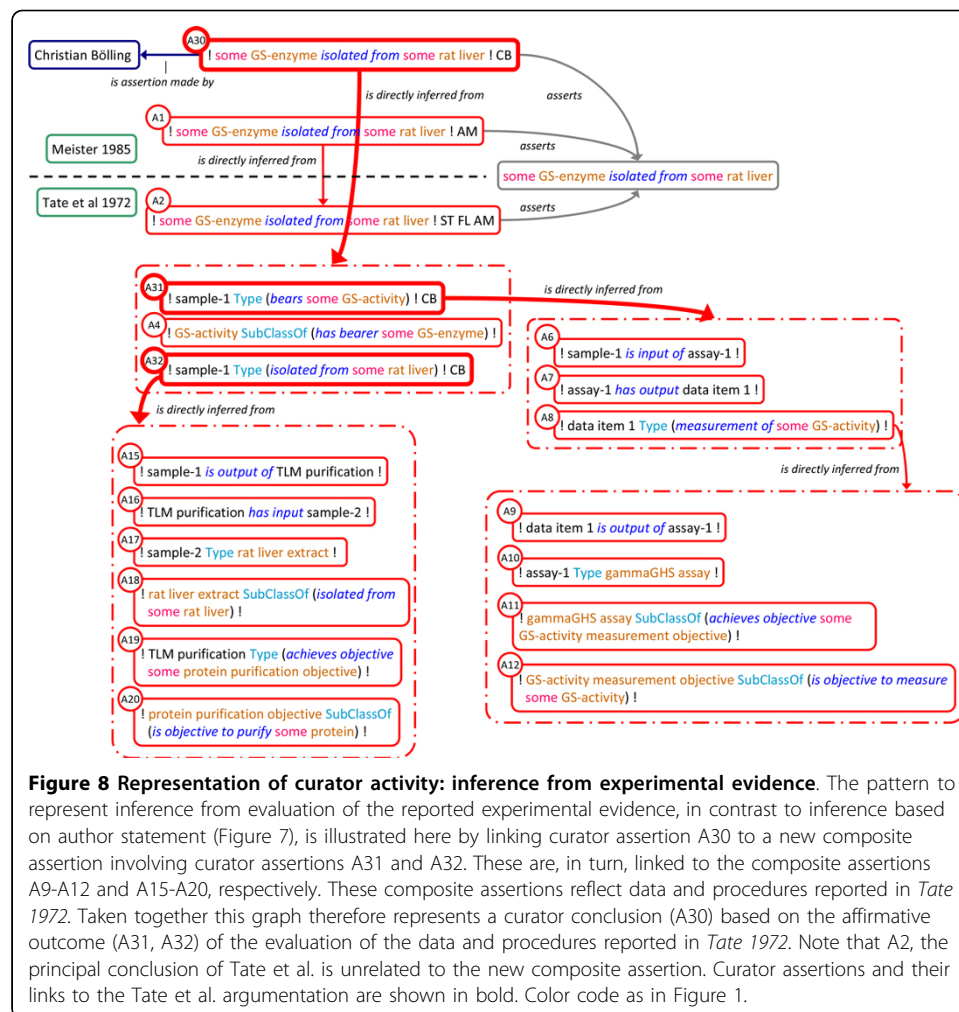 A30
Christian Bölling
! some GS-enzyme isolated from some rat liver ! CB
is assertion made by
is directly inferred from
asserts
A1
! some GS-enzyme isolated from some rat liver ! AM
asserts
Meister 1985
is directly inferred from
some GS-enzyme isolated from some rat liver
Tate et al 1972
A2
! some GS-enzyme isolated from some rat liver ! ST FL AM
asserts
A31
! sample-1 Type (bears some GS-activity) ! CB
is directly inferred from
A4
! GS-activity SubClassOf (has bearer some GS-enzyme) !
A32
! sample-1 Type (isolated from some rat liver) ! CB
A6
! sample-1 is input of assay-1 !
A7
! assay-1 has output data item 1 !
A8
! data item 1 Type (measurement of some GS-activity) !
is directly inferred from
is directly inferred from
A15
! sample-1 is output of TLM purification !
A16
! TLM purification has input sample-2 !
A17
! sample-2 Type rat liver extract !
A18
! rat liver extract SubClassOf (isolated from
some rat liver) !
A19
! TLM purification Type (achieves objective
some protein purification objective) !
A20
! protein purification objective SubClassOf
(is objective to purify some protein) !
A9
! data item 1 is output of assay-1 !
A10
! assay-1 Type gammaGHS assay !
A11
! gammaGHS assay SubClassOf (achieves objective some
GS-activity measurement objective) !
A12
! GS-activity measurement objective SubClassOf (is objective to measure
some GS-activity) !
Figure 8 Representation of curator activity: inference from experimental evidence. The pattern to
represent inference from evaluation of the reported experimental evidence, in contrast to inference based
on author statement (Figure 7), is illustrated here by linking curator assertion A30 to a new composite
assertion involving curator assertions A31 and A32. These are, in turn, linked to the composite assertions
A9-A12 and A15-A20, respectively. These composite assertions reflect data and procedures reported in Tate
1972. Taken together this graph therefore represents a curator conclusion (A30) based on the affirmative
outcome (A31, A32) of the evaluation of the data and procedures reported in Tate 1972. Note that A2, the
principal conclusion of Tate et al. is unrelated to the new composite assertion. Curator assertions and their
links to the Tate et al. argumentation are shown in bold. Color code as in Figure 1.